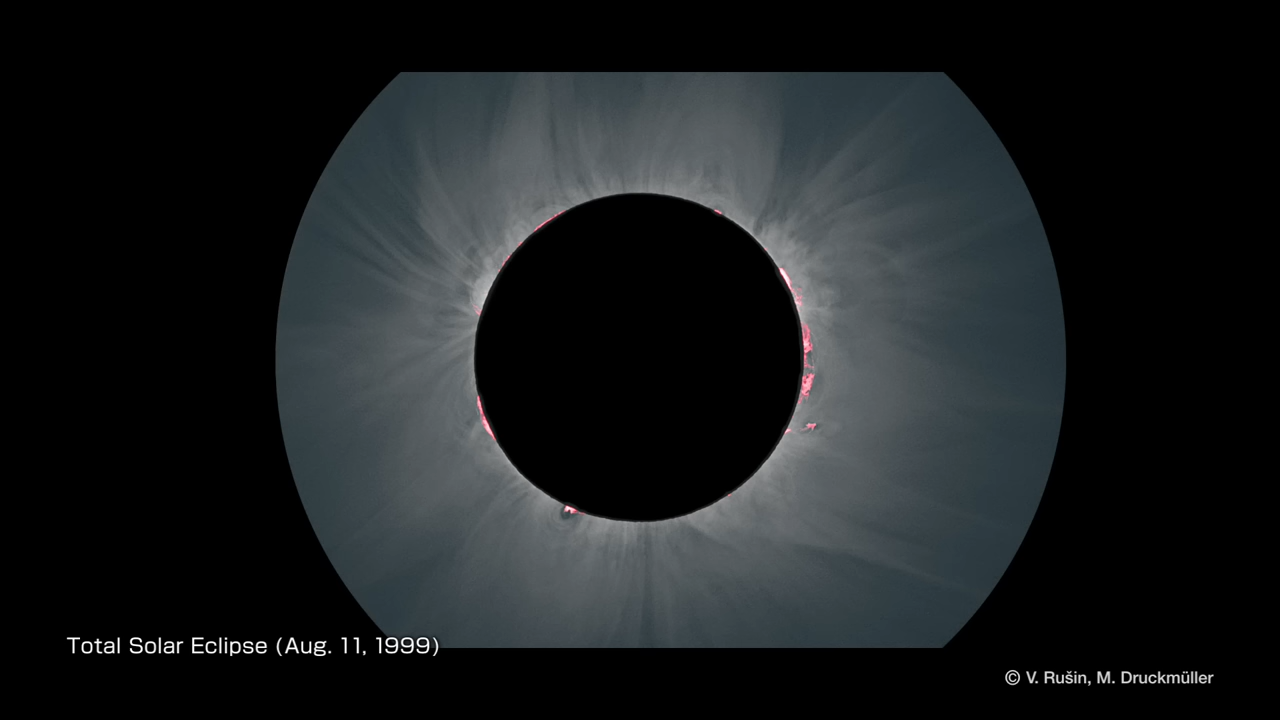 Total Solar Eclipse (Aug. 11, 1999)
© V. Rušin, M. Druckmüller